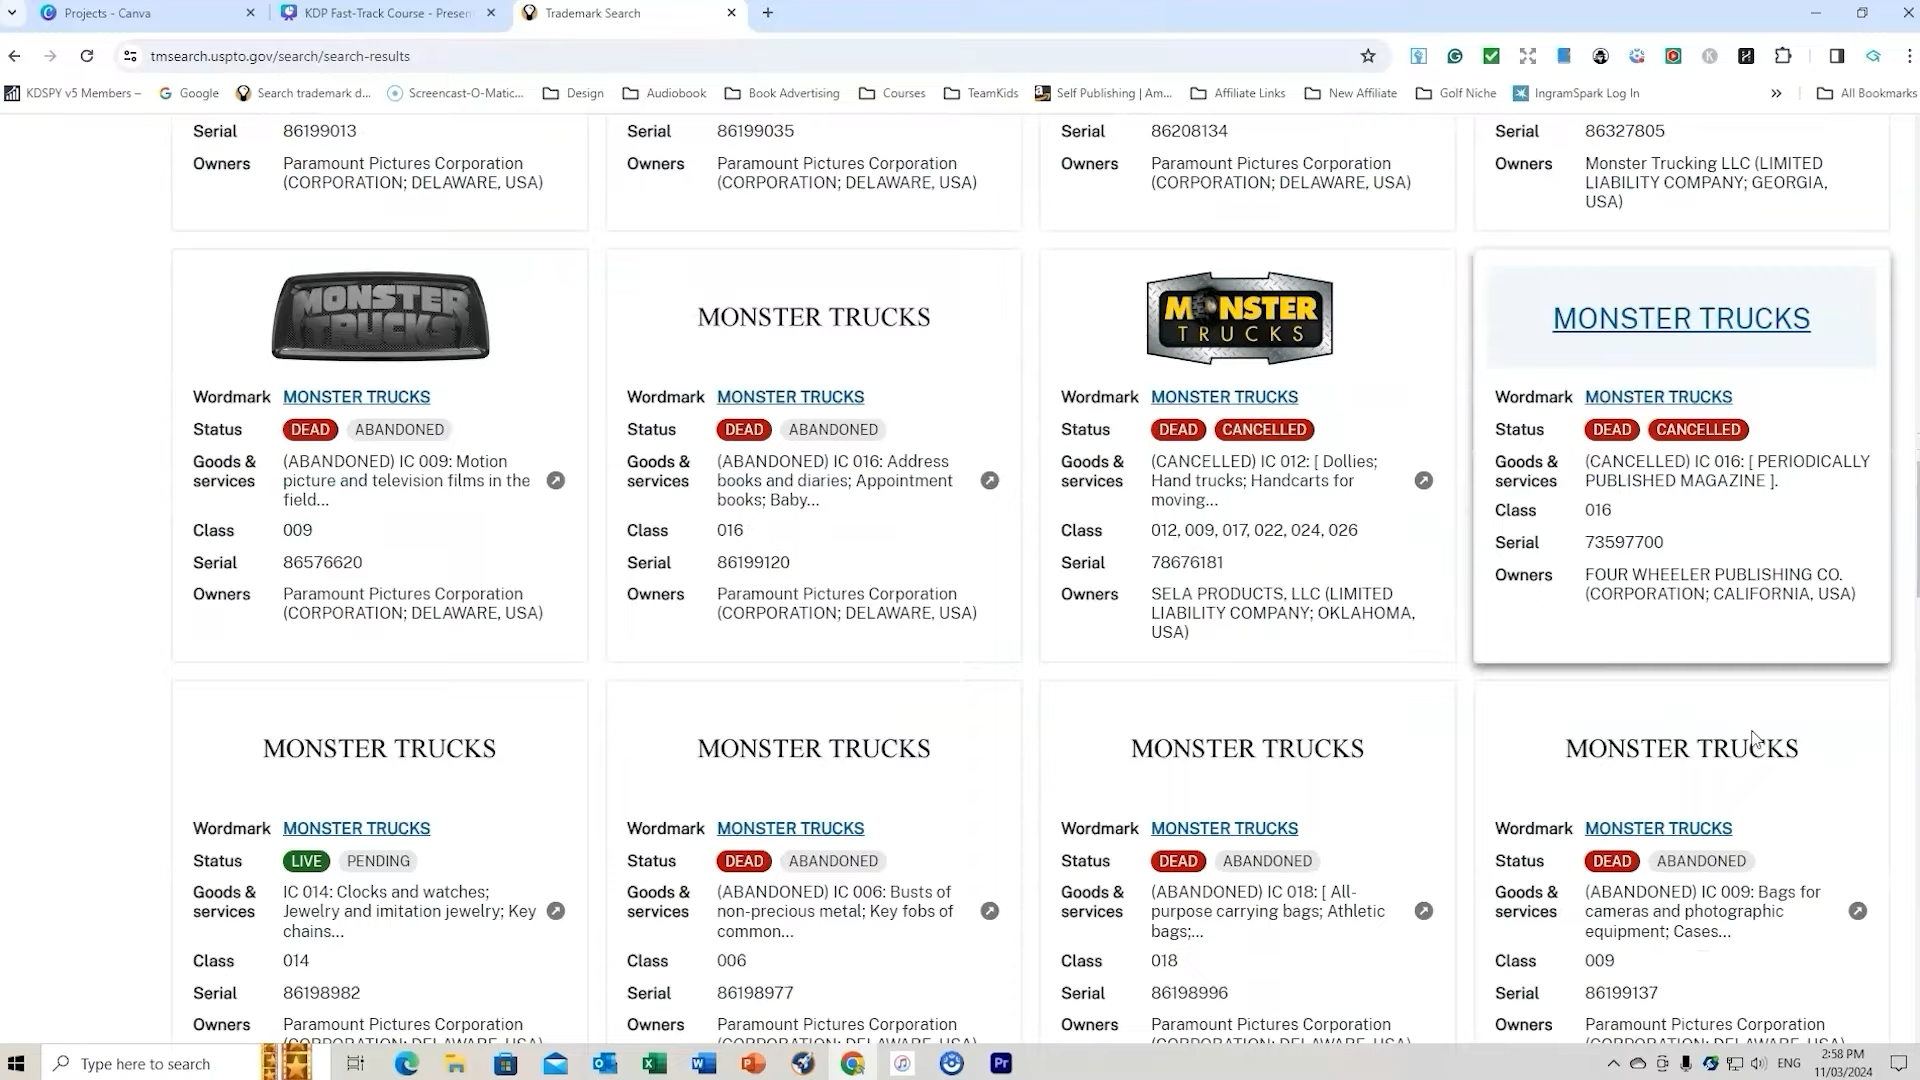 Projects - Canva
KDP Fast-Track Course - Presen
Trademark Search
tmsearch.uspto.gov/search/search-results
KDSPY v5 Members –
Google
Search trademark d...
Screencast-O-Matic...
Design
Audiobook
Book Advertising
Courses
TeamKids
Self Publishing | Am...
Affiliate Links
New Affiliate
Golf Niche
IngramSpark Log In
»
All Bookmarks
Serial 86199013
Owners Paramount Pictures Corporation
(CORPORATION; DELAWARE, USA)
Serial 86199035
Owners Paramount Pictures Corporation
(CORPORATION; DELAWARE, USA)
Serial 86208134
Owners Paramount Pictures Corporation
(CORPORATION; DELAWARE, USA)
Serial 86327805
Owners Monster Trucking LLC (LIMITED
LIABILITY COMPANY; GEORGIA,
USA)
MONSTER
TRUCKS
Wordmark MONSTER TRUCKS
Status DEAD ABANDONED
Goods & services (ABANDONED) IC 009: Motion
picture and television films in the
field...
Class 009
Serial 86576620
Owners Paramount Pictures Corporation
(CORPORATION; DELAWARE, USA)
MONSTER TRUCKS
Wordmark MONSTER TRUCKS
Status DEAD ABANDONED
Goods & services (ABANDONED) IC 016: Address
books and diaries; Appointment
books; Baby...
Class 016
Serial 86199120
Owners Paramount Pictures Corporation
(CORPORATION; DELAWARE, USA)
MONSTER
TRUCKS
Wordmark MONSTER TRUCKS
Status DEAD CANCELLED
Goods & services (CANCELLED) IC 012: [ Dollies;
Hand trucks; Handcarts for
moving...
Class 012, 009, 017, 022, 024, 026
Serial 78676181
Owners SELA PRODUCTS, LLC (LIMITED
LIABILITY COMPANY; OKLAHOMA,
USA)
MONSTER TRUCKS
Wordmark MONSTER TRUCKS
Status DEAD CANCELLED
Goods & services (CANCELLED) IC 016: [ PERIODICALLY
PUBLISHED MAGAZINE ].
Class 016
Serial 73597700
Owners FOUR WHEELER PUBLISHING CO.
(CORPORATION; CALIFORNIA, USA)
MONSTER TRUCKS
Wordmark MONSTER TRUCKS
Status LIVE PENDING
Goods & services IC 014: Clocks and watches;
Jewelry and imitation jewelry; Key
chains...
Class 014
Serial 86198982
Owners Paramount Pictures Corporation
(CORPORATION; DELAWARE, USA)
MONSTER TRUCKS
Wordmark MONSTER TRUCKS
Status DEAD ABANDONED
Goods & services (ABANDONED) IC 006: Busts of
non-precious metal; Key fobs of
common...
Class 006
Serial 86198977
Owners Paramount Pictures Corporation
(CORPORATION; DELAWARE, USA)
MONSTER TRUCKS
Wordmark MONSTER TRUCKS
Status DEAD ABANDONED
Goods & services (ABANDONED) IC 018: [ All-
purpose carrying bags; Athletic
bags;...
Class 018
Serial 86198996
Owners Paramount Pictures Corporation
(CORPORATION; DELAWARE, USA)
MONSTER TRUCKS
Wordmark MONSTER TRUCKS
Status DEAD ABANDONED
Goods & services (ABANDONED) IC 009: Bags for
cameras and photographic
equipment; Cases...
Class 009
Serial 86199137
Owners Paramount Pictures Corporation
(CORPORATION; DELAWARE, USA)
Type here to search
Pr
ENG
2:58 PM
11/03/2024